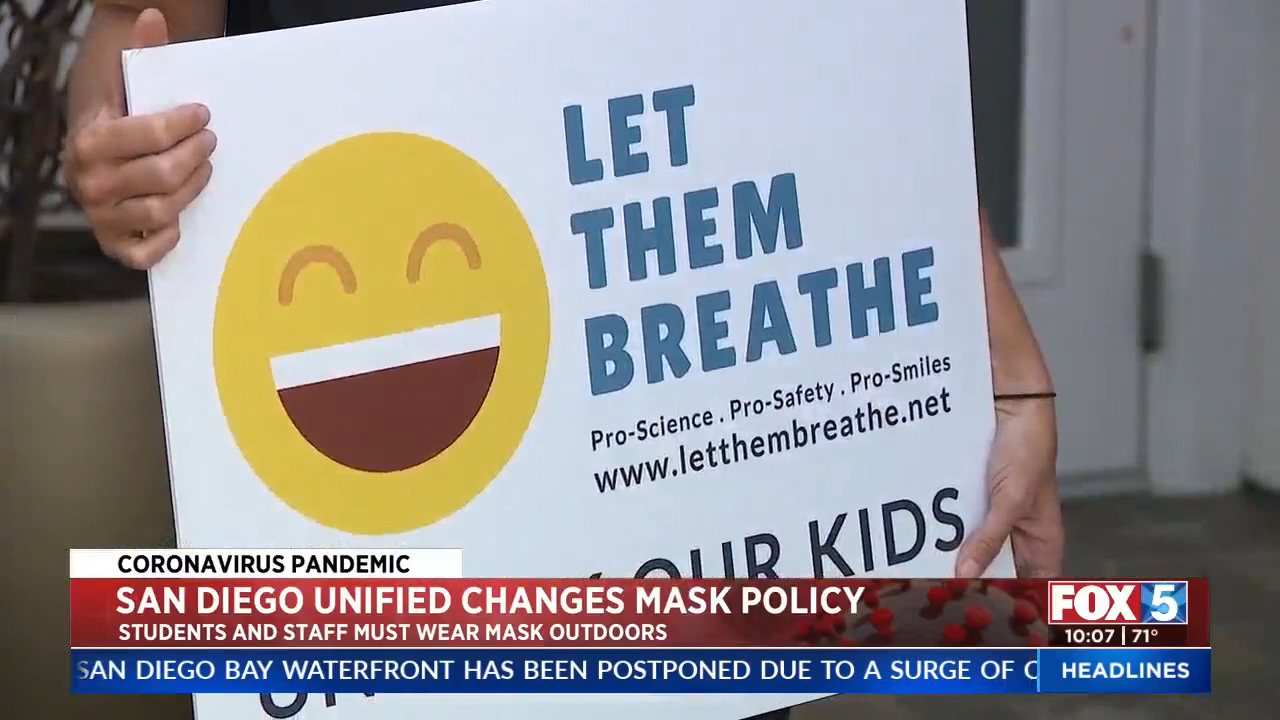 LET
THEM
BREATHE
Pro-Science . Pro-Safety . Pro-Smiles
www.letthembreathe.net
OUR KIDS
CORONAVIRUS PANDEMIC
SAN DIEGO UNIFIED CHANGES MASK POLICY
STUDENTS AND STAFF MUST WEAR MASK OUTDOORS
FOX 5
10:07 | 71°
SAN DIEGO BAY WATERFRONT HAS BEEN POSTPONED DUE TO A SURGE OF
HEADLINES